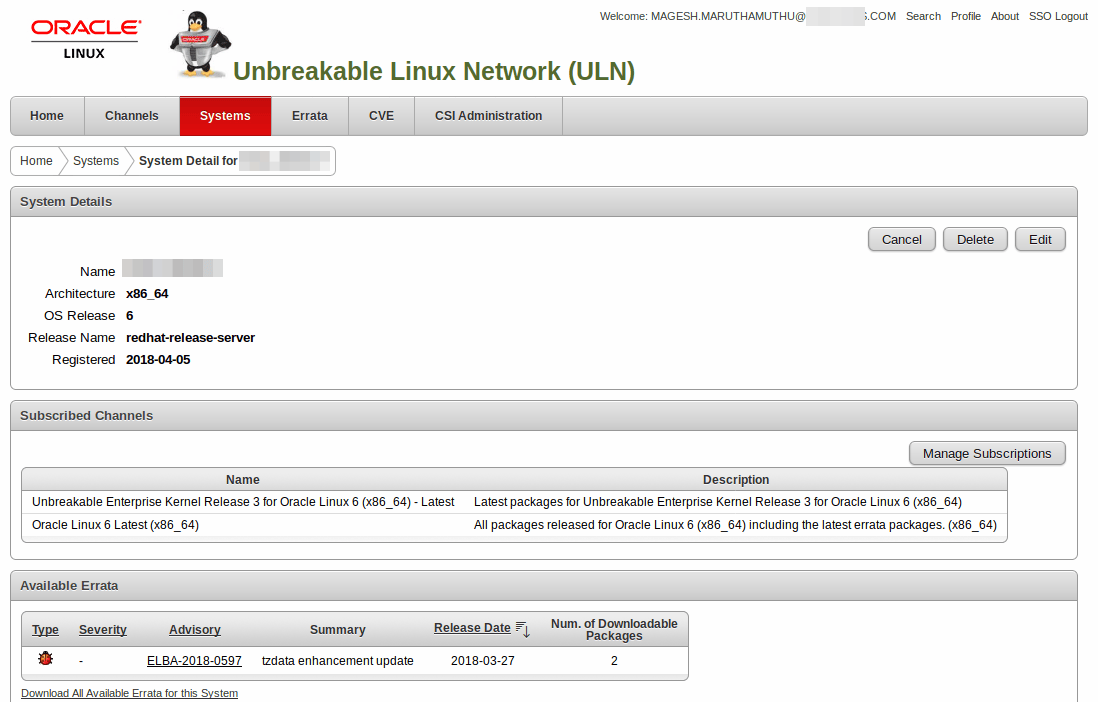 Welcome: MAGESH.MARUTHAMUTHU@ .COM Search Profile About SSO Logout
ORACLE
LINUX
ORACLE
Unbreakable Linux Network (ULN)
Home Channels Systems Errata CVE CSI Administration
Home Systems System Detail for
System Details
Cancel Delete Edit
Name
Architecture x86_64
OS Release 6
Release Name redhat-release-server
Registered 2018-04-05
Subscribed Channels
Manage Subscriptions
Name Description
Unbreakable Enterprise Kernel Release 3 for Oracle Linux 6 (x86_64) - Latest Latest packages for Unbreakable Enterprise Kernel Release 3 for Oracle Linux 6 (x86_64)
Oracle Linux 6 Latest (x86_64) All packages released for Oracle Linux 6 (x86_64) including the latest errata packages. (x86_64)
Available Errata
Type Severity Advisory Summary Release Date Num. of Downloadable
Packages
- ELBA-2018-0597 tzdata enhancement update 2018-03-27 2
Download All Available Errata for this System